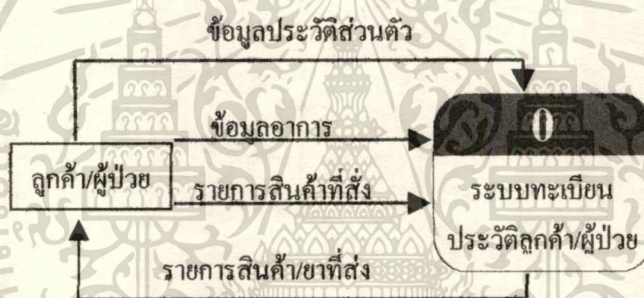 ข้อมูลประวัติส่วนตัว
0
ข้อมูลอาการ
ลูกค้า/ผู้ป่วย
รายการสินค้าที่สั่ง
ระบบทะเบียน
ประวัติลูกค้า/ผู้ป่วย
รายการสินค้า/ยาที่ส่ง